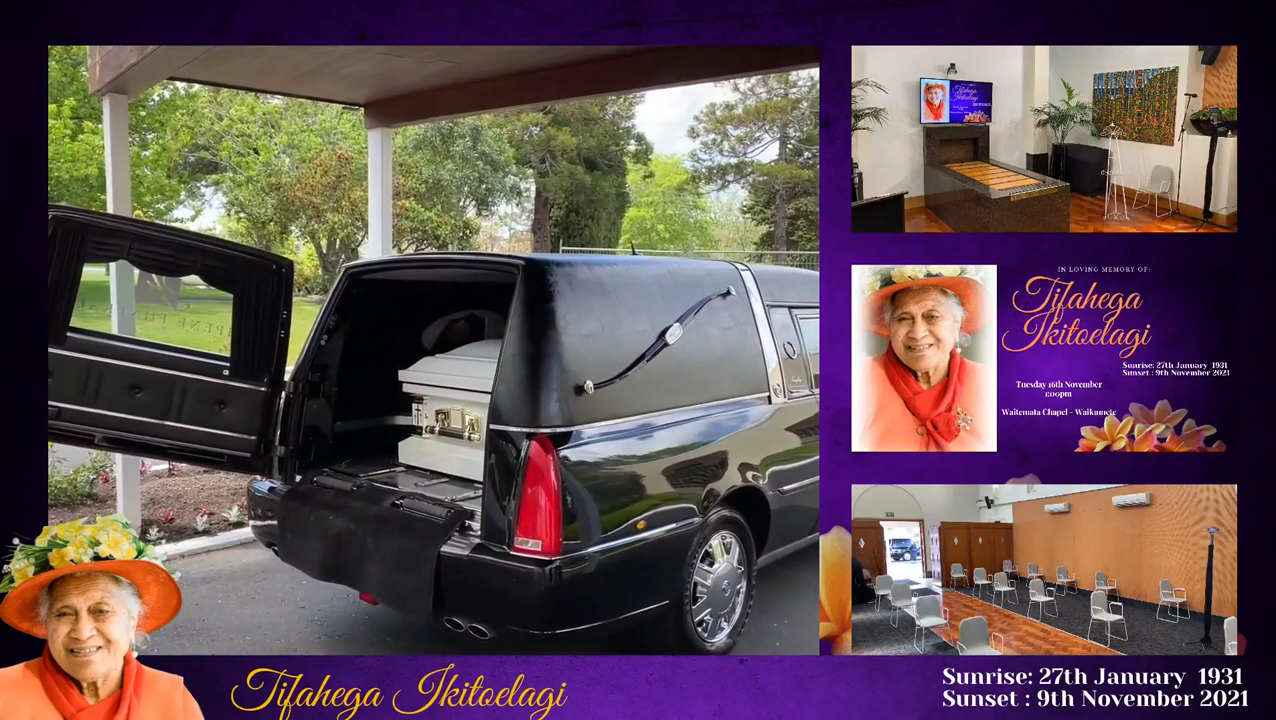 IN LOVING MEMORY OF:
Tifahega
Ikitoelagi
Sunrise: 27th January 1931
Sunset : 9th November 2021
Tuesday 16th November
1:00pm
Waitemata Chapel - Waikumete
Tifahega Ikitoelagi
Sunrise: 27th January 1931
Sunset : 9th November 2021